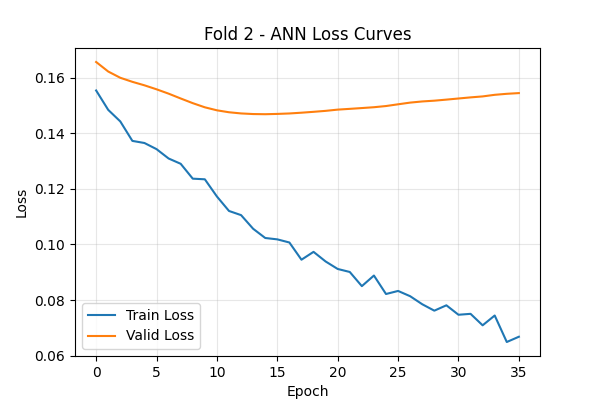 Fold 2 - ANN Loss Curves
Loss
0.16
0.14
0.12
0.10
0.08
0.06
Train Loss
Valid Loss
0 5 10 15 20 25 30 35
Epoch